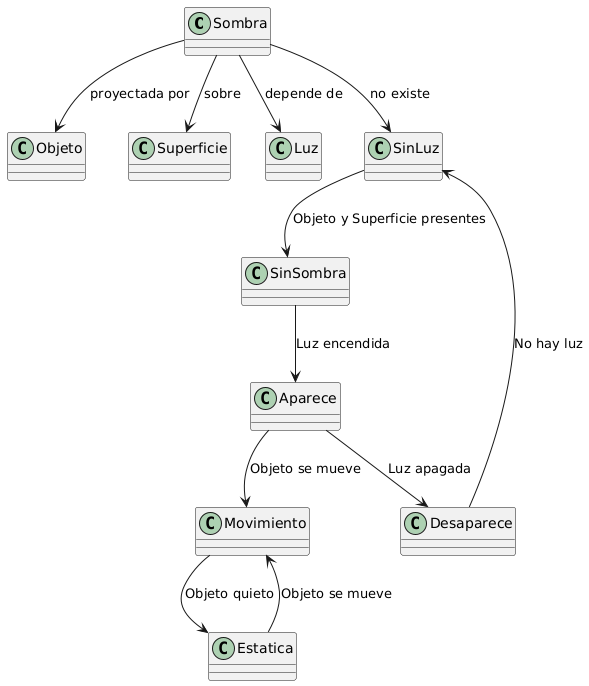 C Sombra
proyectada por
sobre
depende de
no existe
C Objeto
C Superficie
C Luz
C SinLuz
Objeto y Superficie presentes
C SinSombra
Luz encendida
No hay luz
C Aparece
Objeto se mueve
Luz apagada
C Movimiento
C Desaparece
Objeto quieto
Objeto se mueve
C Estatica